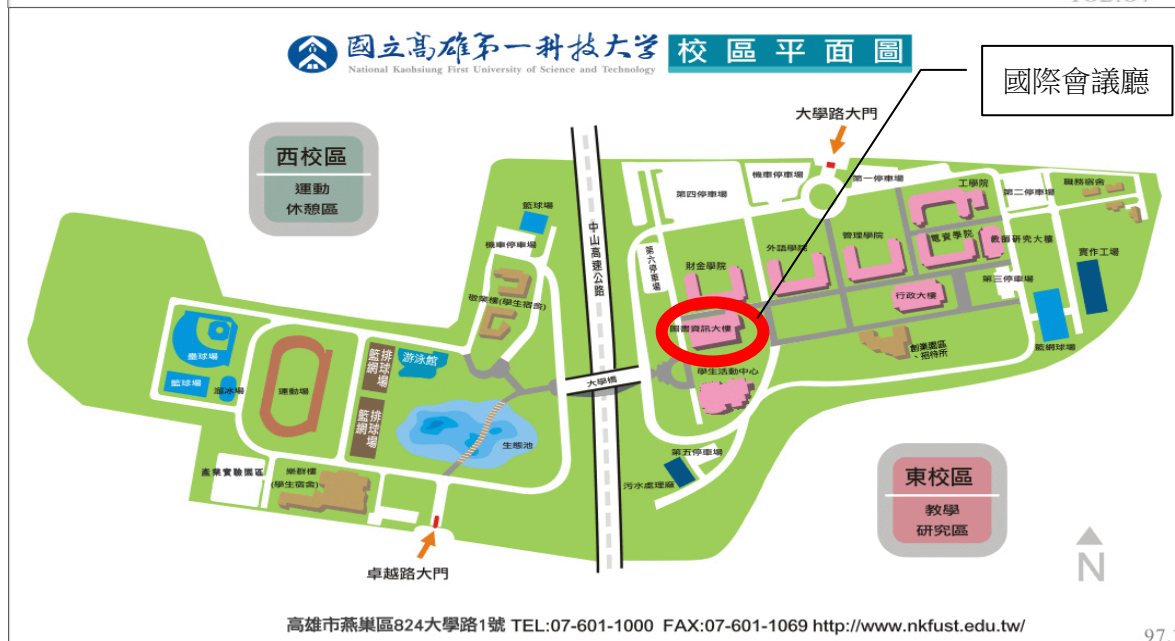 國立高雄第一科技大学 校區平面圖
National Kaohsiung First University of Science and Technology
國際會議廳
大學路大門
西校區
運動
休憩區
籃球場
機車停車場
中山高速公路
第四停車場
機車停車場
第一停車場
工學院
第二停車場
職務宿舍
第六停車場
財金學院
外語學院
管理學院
電資學院
教師研究大樓
實作工場
敬業樓(學生宿舍)
第三停車場
行政大樓
圖書資訊大樓
創業園區
、招待所
籃網球場
壘球場
籃球場
溜冰場
運動場
籃網
排球場
游泳館
大學橋
學生活動中心
籃網
排球場
生態池
第五停車場
污水處理廠
產業實驗園區
樂群樓
(學生宿舍)
東校區
教學
研究區
卓越路大門
N
高雄市燕巢區824大學路1號 TEL:07-601-1000 FAX:07-601-1069 http://www.nkfust.edu.tw/
97